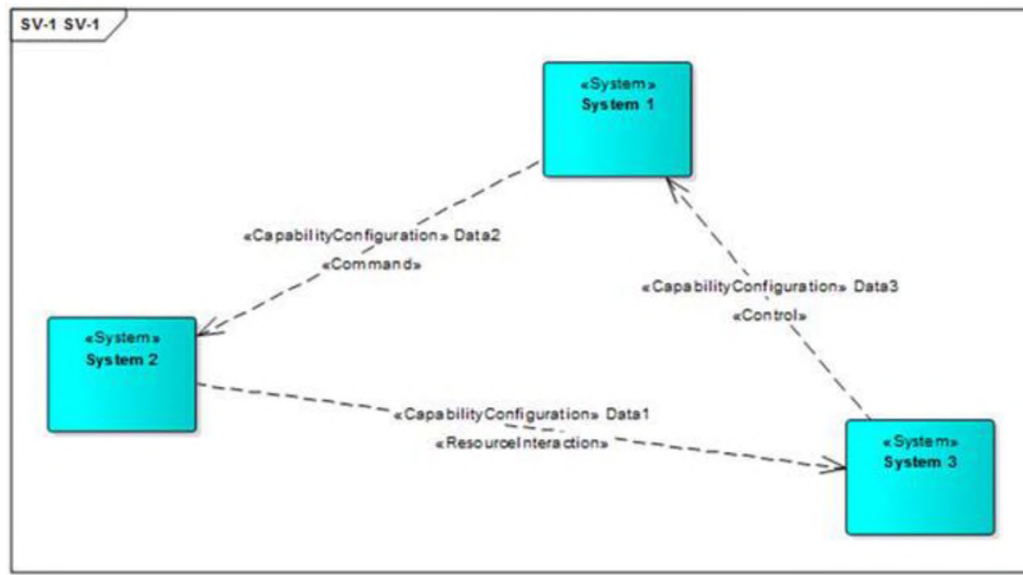 SV-1 SV-1
«System»
System 1
«CapabilityConfiguration» Data2
«Command»
«CapabilityConfiguration» Data3
«Control»
«System»
System 2
«CapabilityConfiguration» Data1
«ResourceInteraction»
«System»
System 3